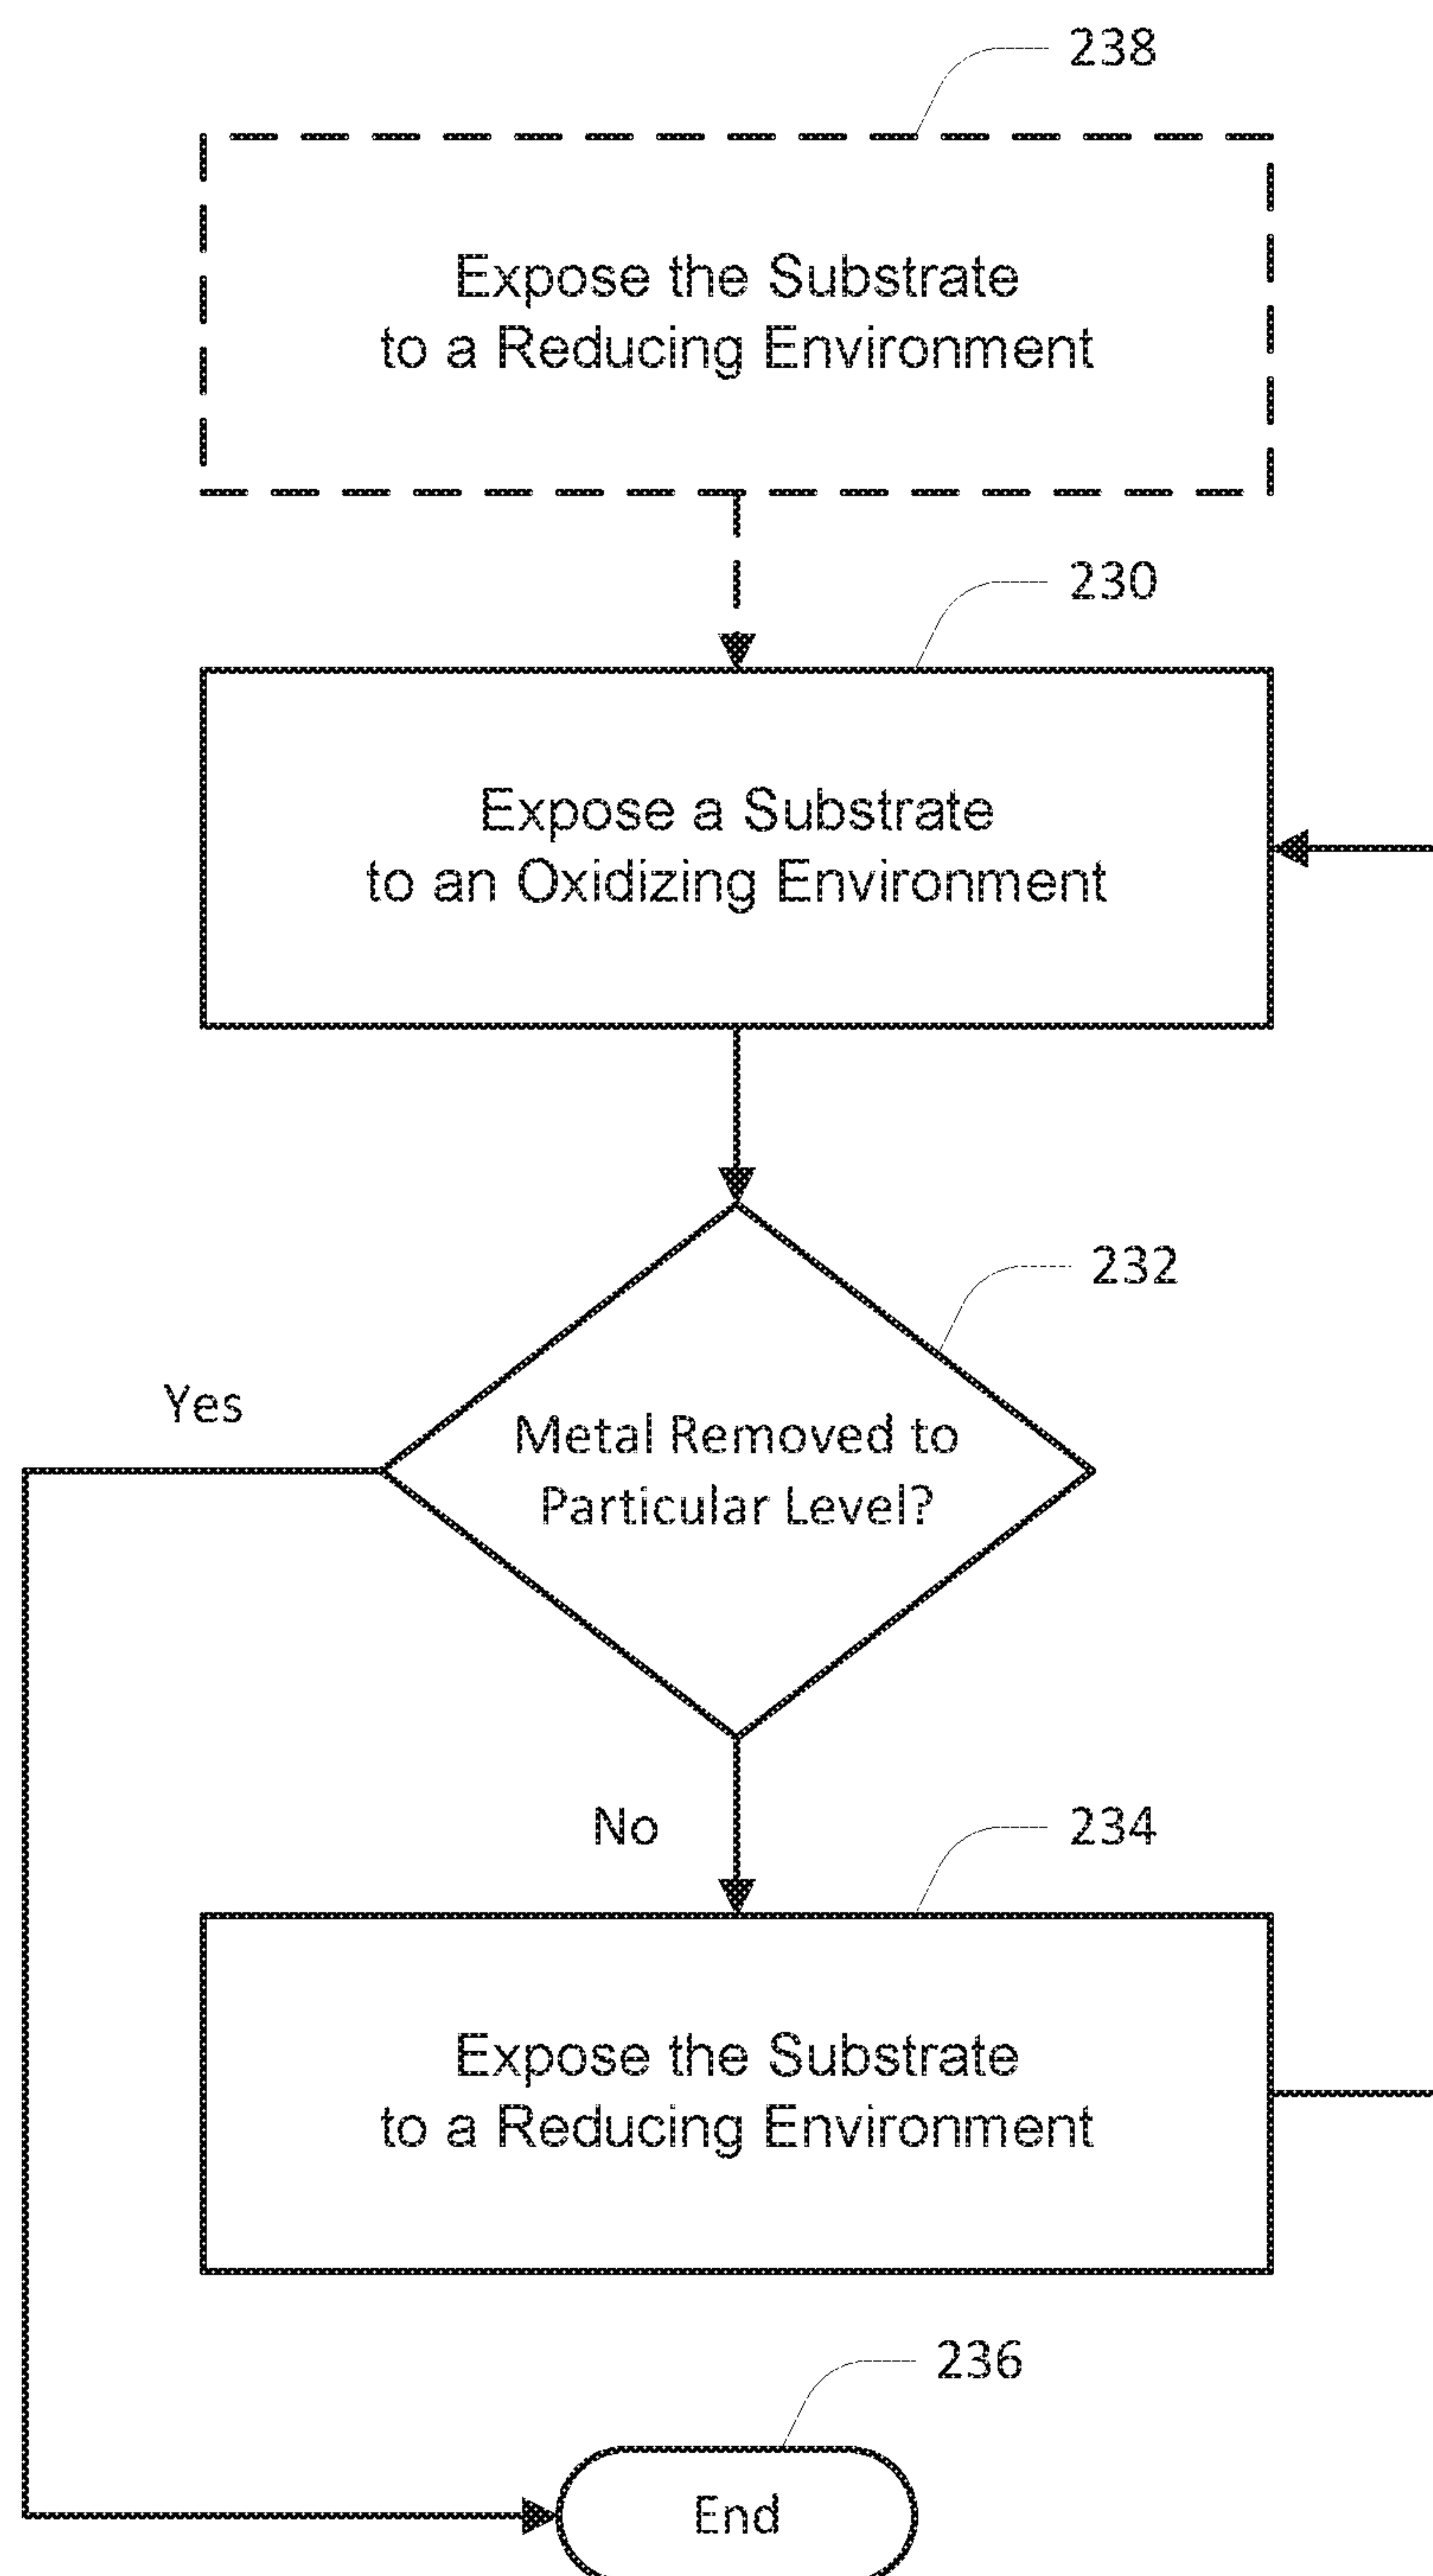 238
Expose the Substrate
to a Reducing Environment
230
Expose a Substrate
to an Oxidizing Environment
232
Yes
Metal Removed to
Particular Level?
No
234
Expose the Substrate
to a Reducing Environment
236
End